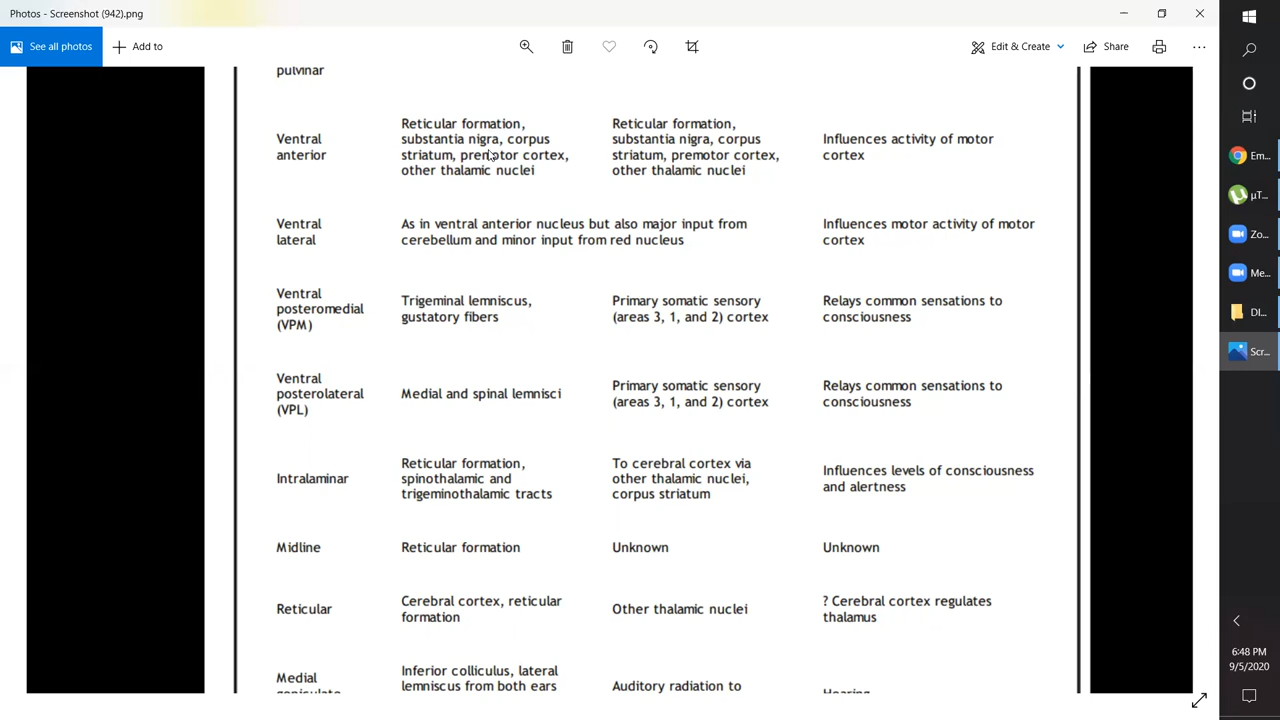 Photos - Screenshot (942).png
See all photos
Add to
Edit & Create
Share
pulvinar
Ventral
anterior
Reticular formation,
substantia nigra, corpus
striatum, premotor cortex,
other thalamic nuclei
Reticular formation,
substantia nigra, corpus
striatum, premotor cortex,
other thalamic nuclei
Influences activity of motor
cortex
Ventral
lateral
As in ventral anterior nucleus but also major input from
cerebellum and minor input from red nucleus
Influences motor activity of motor
cortex
Ventral
posteromedial
(VPM)
Trigeminal lemniscus,
gustatory fibers
Primary somatic sensory
(areas 3, 1, and 2) cortex
Relays common sensations to
consciousness
Ventral
posterolateral
(VPL)
Medial and spinal lemnisci
Primary somatic sensory
(areas 3, 1, and 2) cortex
Relays common sensations to
consciousness
Intralaminar
Reticular formation,
spinothalamic and
trigeminothalamic tracts
To cerebral cortex via
other thalamic nuclei,
corpus striatum
Influences levels of consciousness
and alertness
Midline
Reticular formation
Unknown
Unknown
Reticular
Cerebral cortex, reticular
formation
Other thalamic nuclei
? Cerebral cortex regulates
thalamus
Medial
geniculate
Inferior colliculus, lateral
lemniscus from both ears
Auditory radiation to
Hearing
Em...
µT...
Zo...
Me...
DI...
Scr...
6:48 PM
9/5/2020